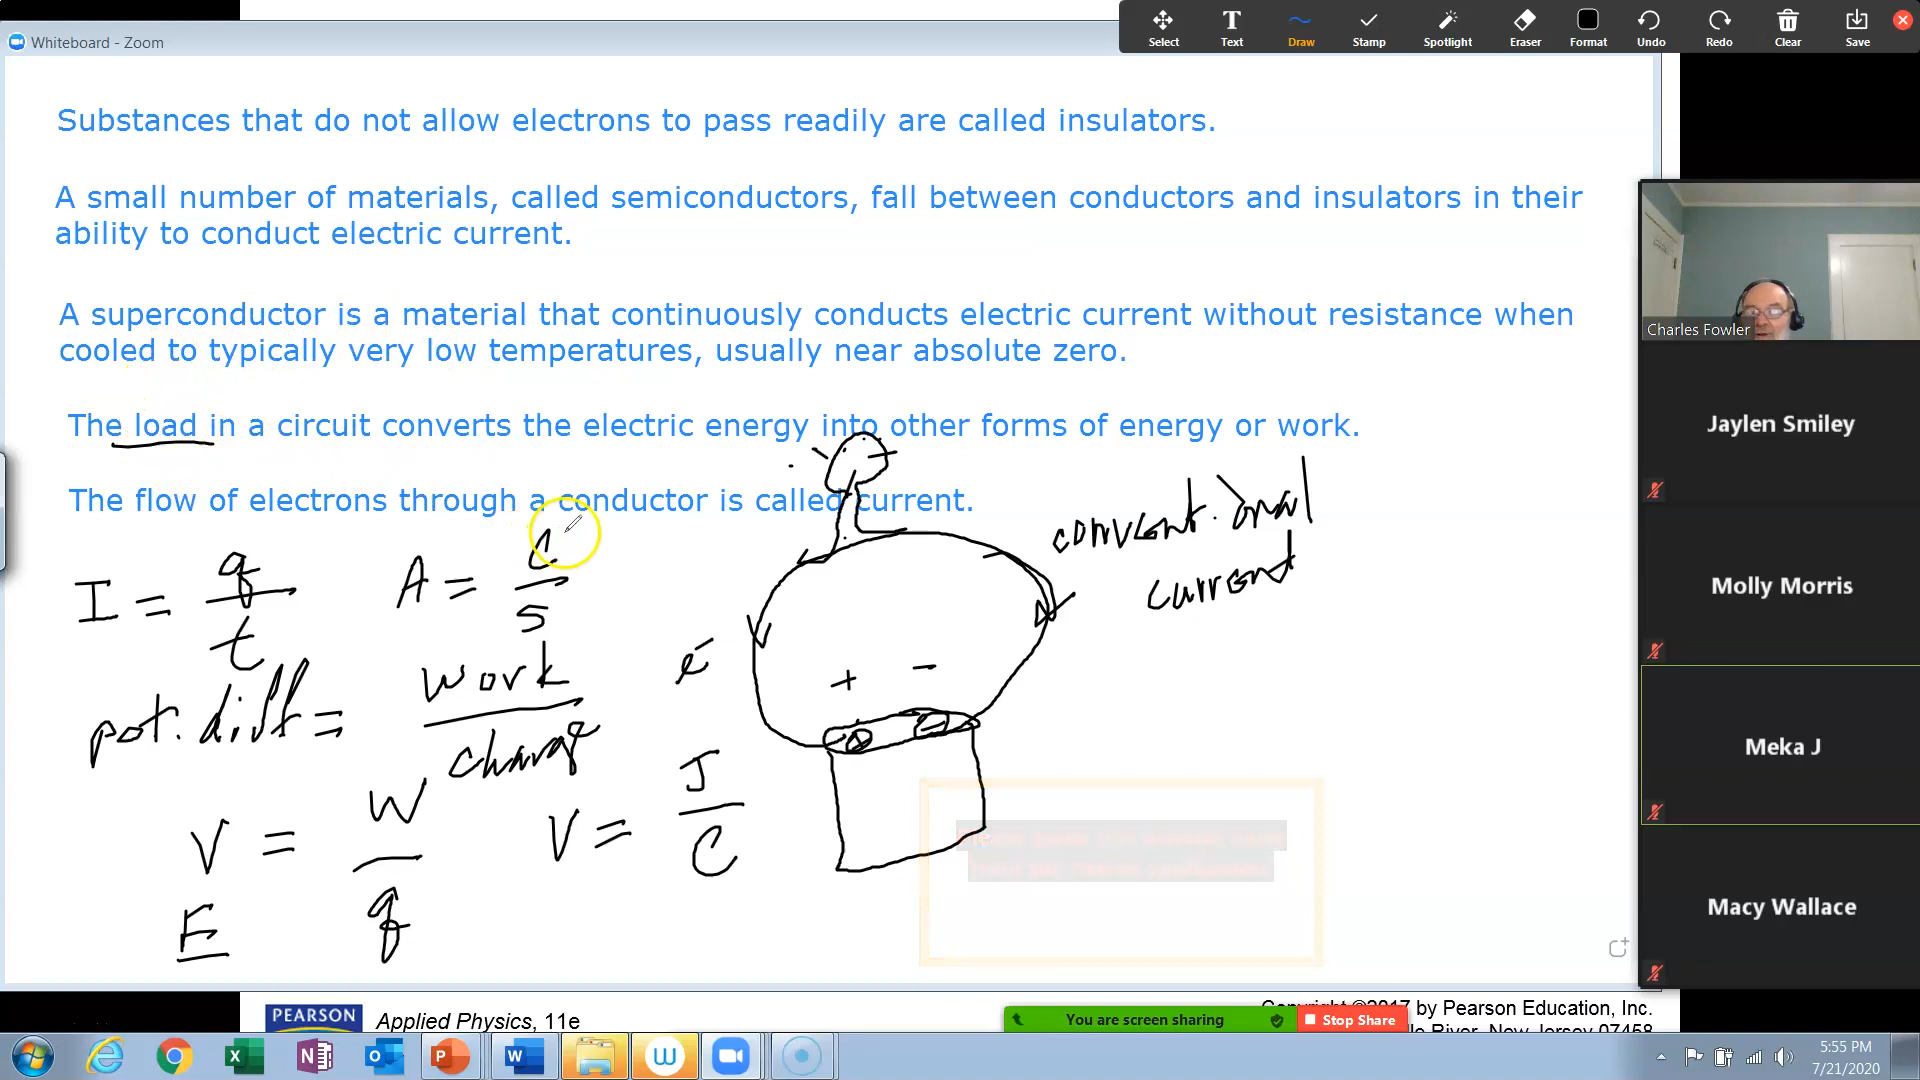 Whiteboard - Zoom
Select Text Draw Stamp Spotlight Eraser Format Undo Redo Clear Save
Substances that do not allow electrons to pass readily are called insulators.
A small number of materials, called semiconductors, fall between conductors and insulators in their
ability to conduct electric current.
A superconductor is a material that continuously conducts electric current without resistance when
cooled to typically very low temperatures, usually near absolute zero.
The load in a circuit converts the electric energy into other forms of energy or work.
The flow of electrons through a conductor is called current.
I = q/t
A = C/s
conventional
current
pot. diff = work/charge
e-
+ -
V = W/q
V = J/C
E
Charles Fowler
Jaylen Smiley
Molly Morris
Meka J
Macy Wallace
PEARSON
Applied Physics, 11e
Copyright ©2017 by Pearson Education, Inc.
River, New Jersey 07458
You are screen sharing
Stop Share
5:55 PM
7/21/2020